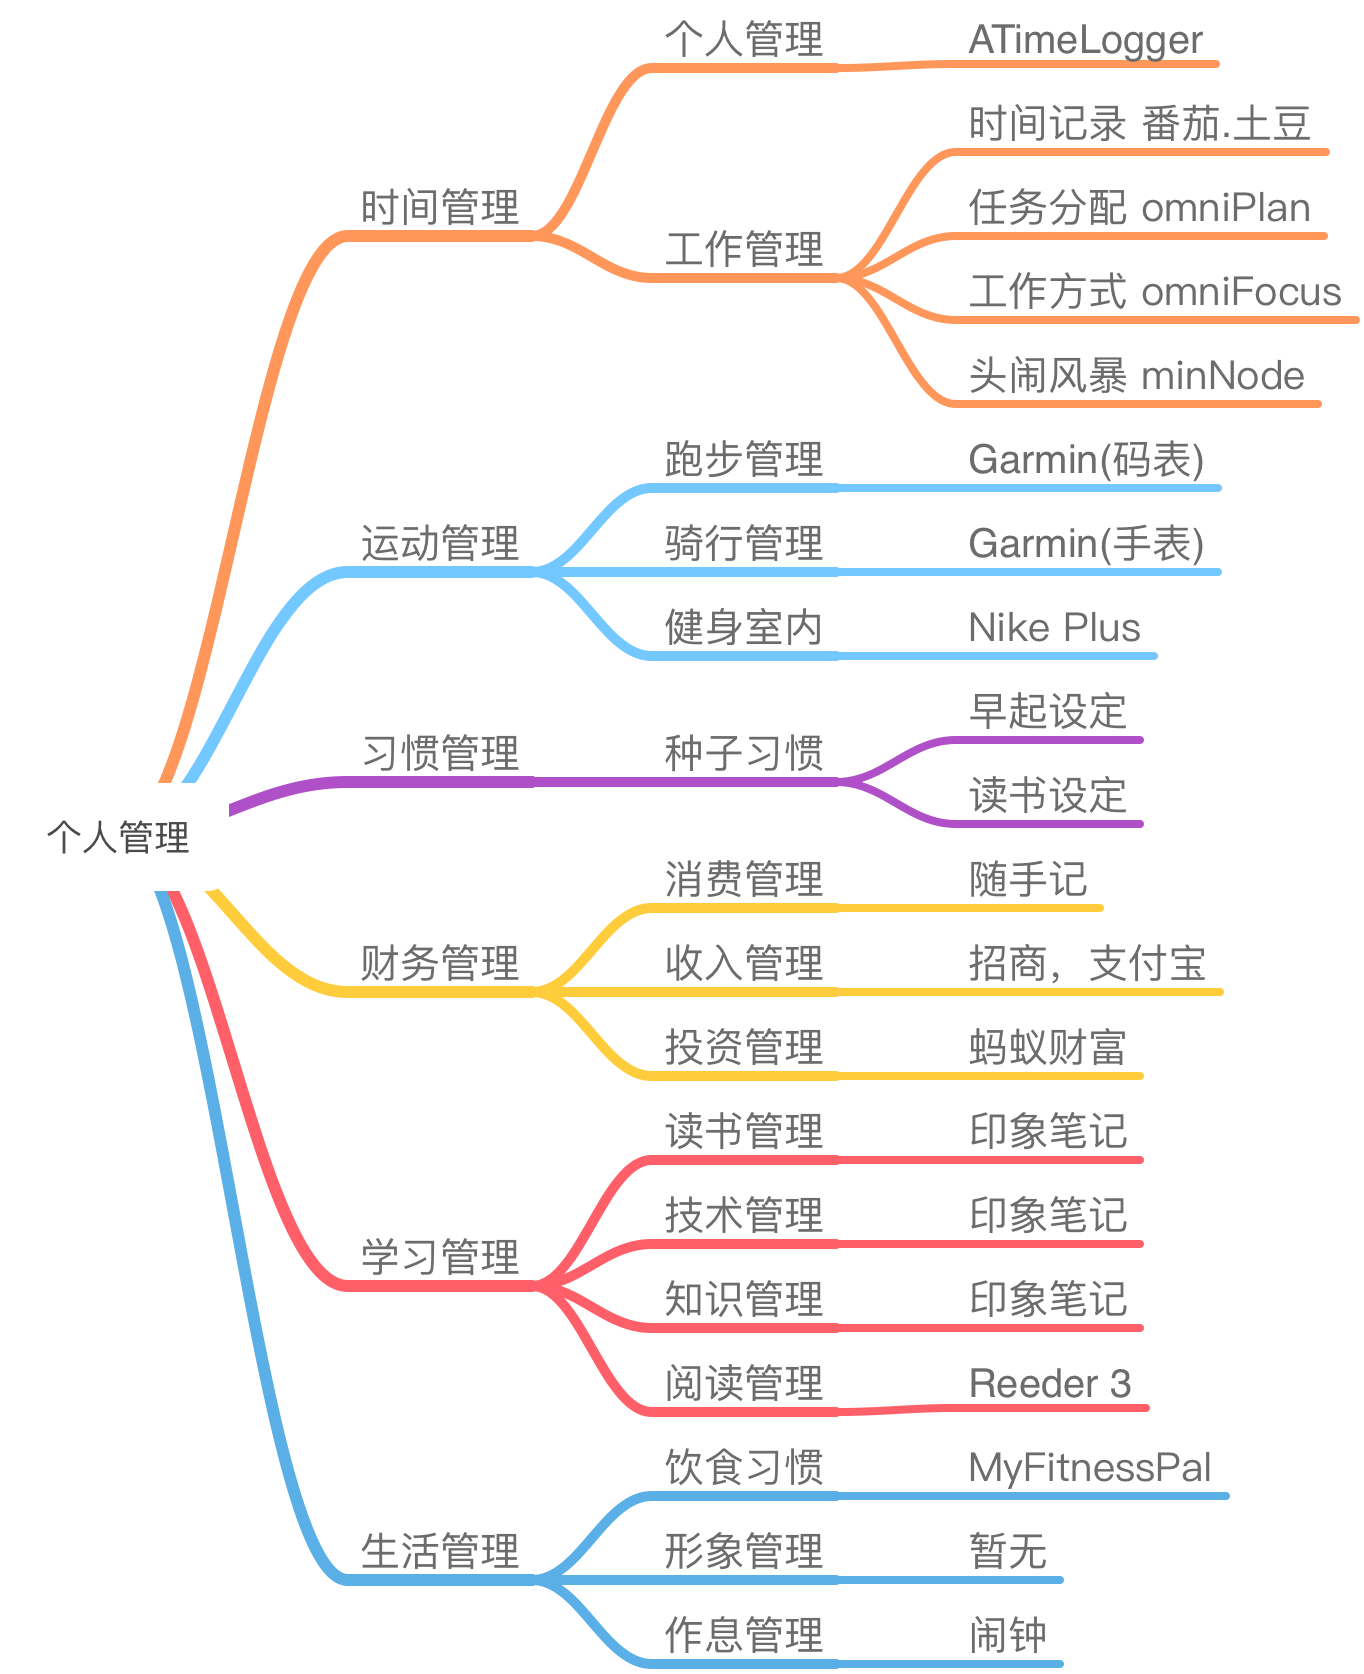 个人管理
时间管理
个人管理
ATimeLogger
工作管理
时间记录 番茄.土豆
任务分配 omniPlan
工作方式 omniFocus
头闹风暴 minNode
运动管理
跑步管理
Garmin(码表)
骑行管理
Garmin(手表)
健身室内
Nike Plus
习惯管理
种子习惯
早起设定
读书设定
财务管理
消费管理
随手记
收入管理
招商，支付宝
投资管理
蚂蚁财富
学习管理
读书管理
印象笔记
技术管理
印象笔记
知识管理
印象笔记
阅读管理
Reeder 3
生活管理
饮食习惯
MyFitnessPal
形象管理
暂无
作息管理
闹钟